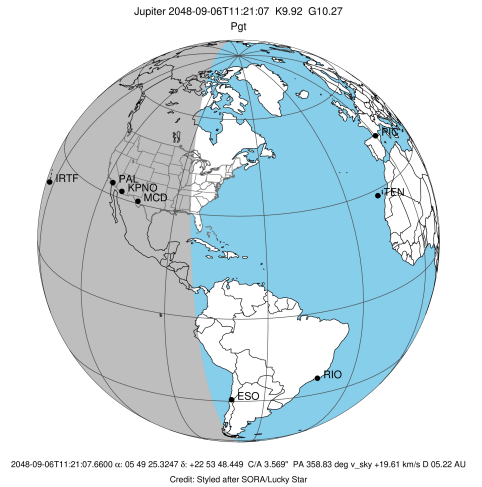 Jupiter 2048-09-06T11:21:07 K9.92 G10.27
Pgt
PIC
IRTF
PAL
KPNO
MCD
iTEN
RIO
ESO
2048-09-06T11:21:07.6600 α: 05 49 25.3247 δ: +22 53 48.449 C/A 3.569" PA 358.83 deg v_sky +19.61 km/s D 05.22 AU
Credit: Styled after SORA/Lucky Star